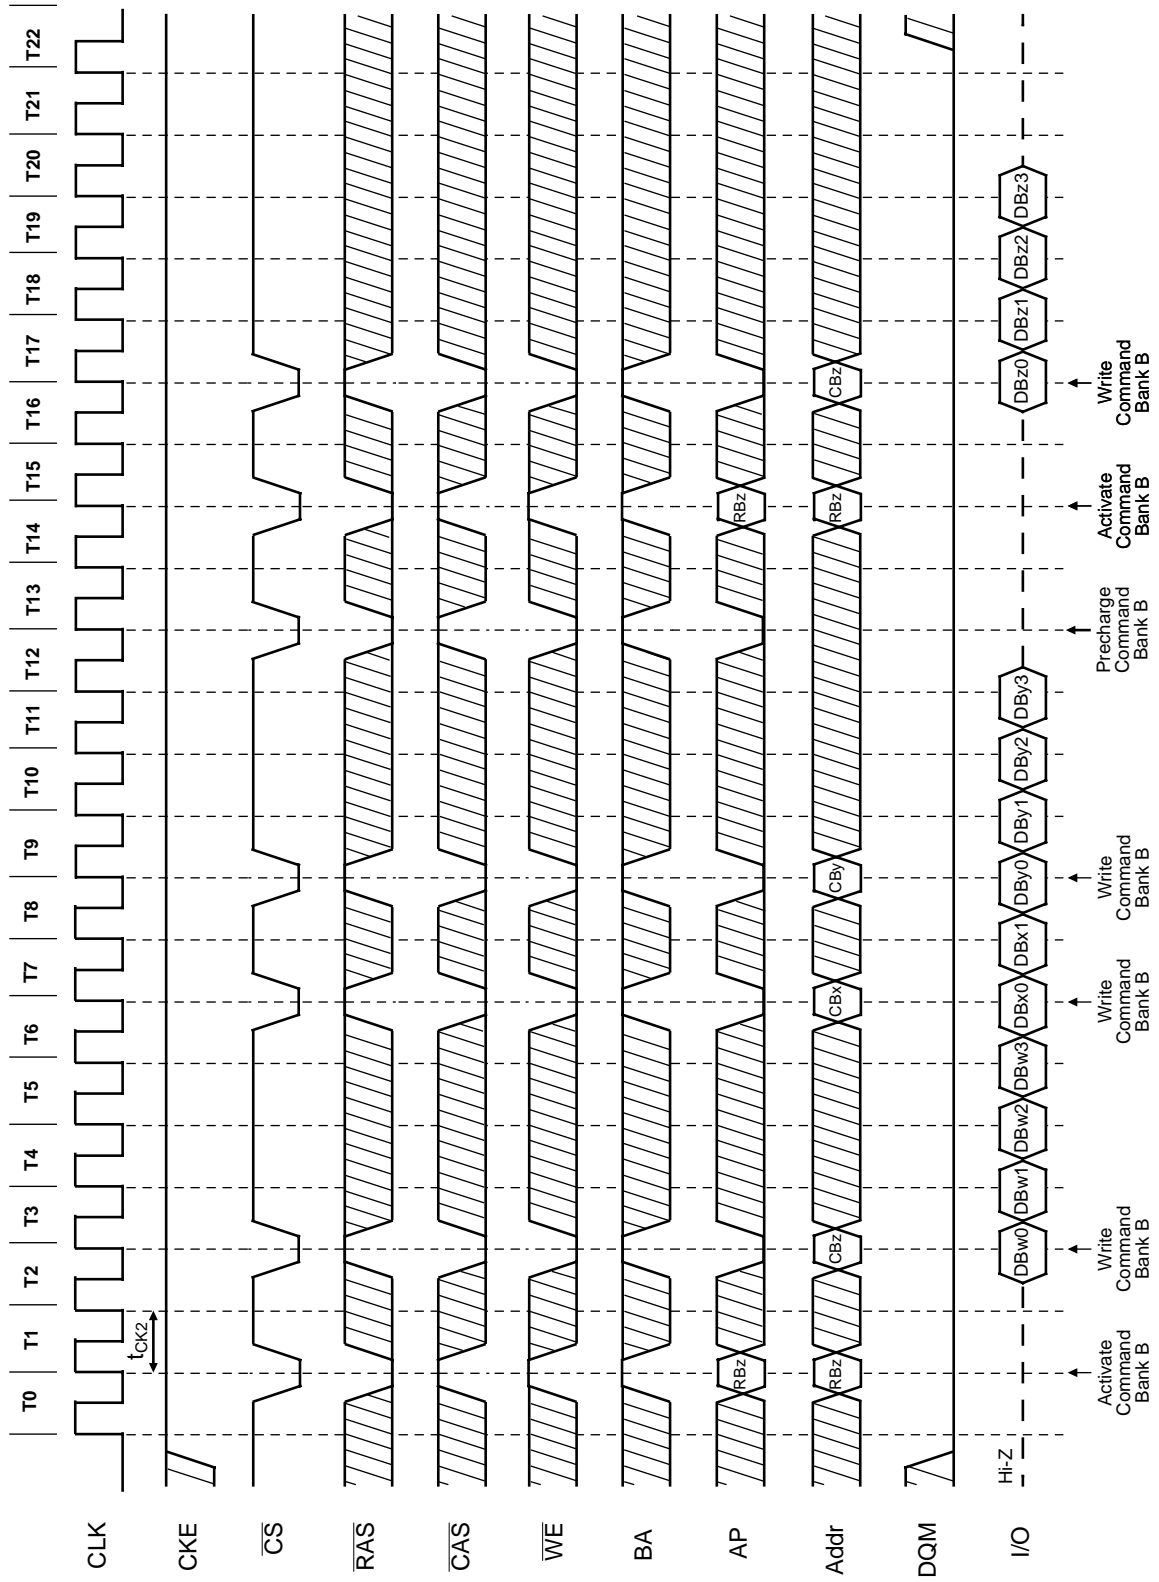 T0 T1 T2 T3 T4 T5 T6 T7 T8 T9 T10 T11 T12 T13 T14 T15 T16 T17 T18 T19 T20 T21 T22
CLK
tCK2
CKE
CS
RAS
CAS
WE
BA
AP
RBz RBz
Addr
RBz CBz CBx CBy RBz CBz
DQM
I/O
Hi-Z
DBw0 DBw1 DBw2 DBw3 DBx0 DBx1 DBy0 DBy1 DBy2 DBy3 DBz0 DBz1 DBz2 DBz3
Activate
Command
Bank B
Write
Command
Bank B
Write
Command
Bank B
Write
Command
Bank B
Precharge
Command
Bank B
Activate
Command
Bank B
Write
Command
Bank B